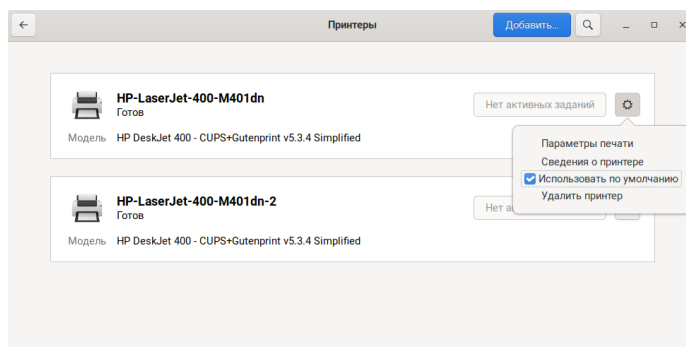 Принтеры
Добавить…
HP-LaserJet-400-M401dn
Готов
Нет активных заданий
Модель HP DeskJet 400 - CUPS+Gutenprint v5.3.4 Simplified
Параметры печати
Сведения о принтере
Использовать по умолчанию
Удалить принтер
HP-LaserJet-400-M401dn-2
Готов
Нет а
Модель HP DeskJet 400 - CUPS+Gutenprint v5.3.4 Simplified